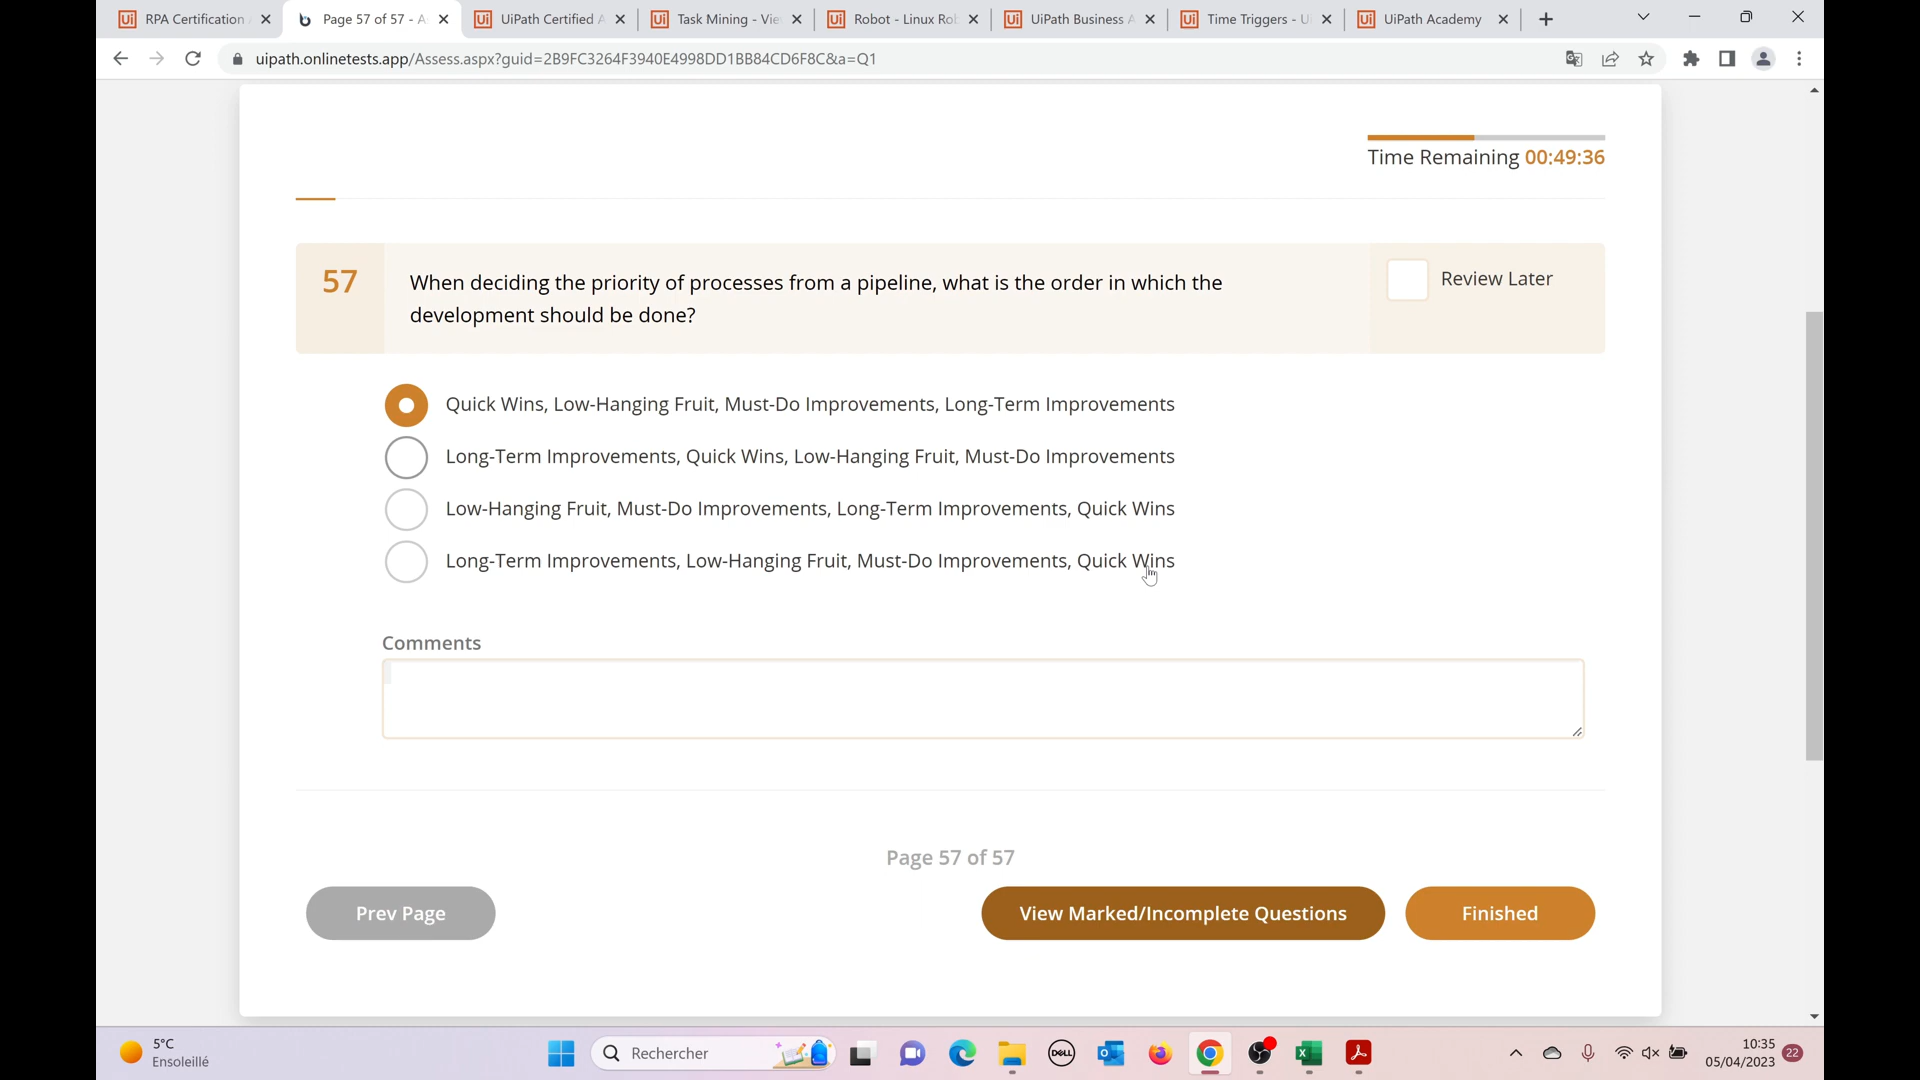 RPA Certification
Page 57 of 57 - A
UiPath Certified A
Task Mining - Vie
Robot - Linux Rob
UiPath Business A
Time Triggers - U
UiPath Academy
uipath.onlinetests.app/Assess.aspx?guid=2B9FC3264F3940E4998DD1BB84CD6F8C&a=Q1
Time Remaining 00:49:36
57
When deciding the priority of processes from a pipeline, what is the order in which the
development should be done?
Review Later
Quick Wins, Low-Hanging Fruit, Must-Do Improvements, Long-Term Improvements
Long-Term Improvements, Quick Wins, Low-Hanging Fruit, Must-Do Improvements
Low-Hanging Fruit, Must-Do Improvements, Long-Term Improvements, Quick Wins
Long-Term Improvements, Low-Hanging Fruit, Must-Do Improvements, Quick Wins
Comments
Page 57 of 57
Prev Page
View Marked/Incomplete Questions
Finished
5°C
Ensoleillé
Rechercher
DELL
10:35
05/04/2023
22